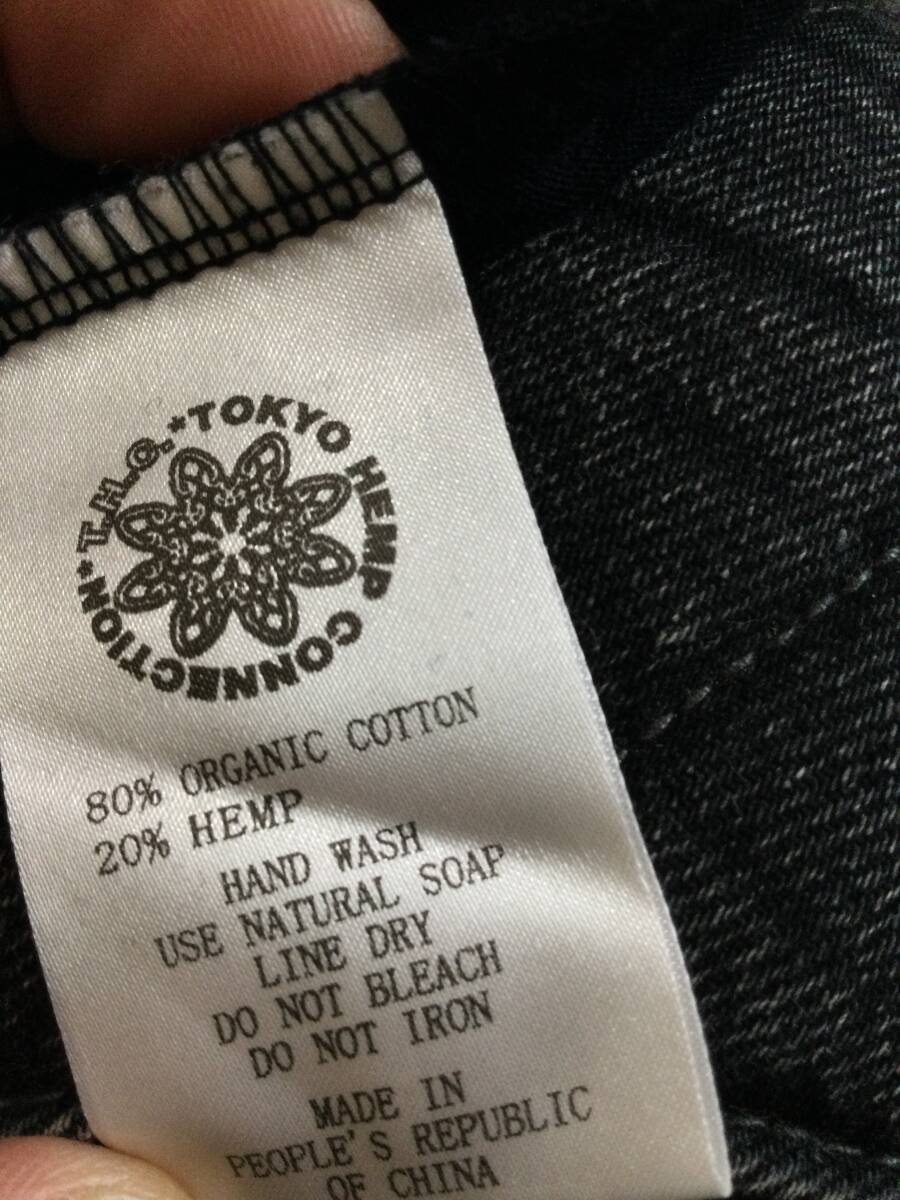 *TOKYO HEMP CONNECTION*T.H.C.
80% ORGANIC COTTON
20% HEMP
HAND WASH
USE NATURAL SOAP
LINE DRY
DO NOT BLEACH
DO NOT IRON
MADE IN
PEOPLE'S REPUBLIC
OF CHINA